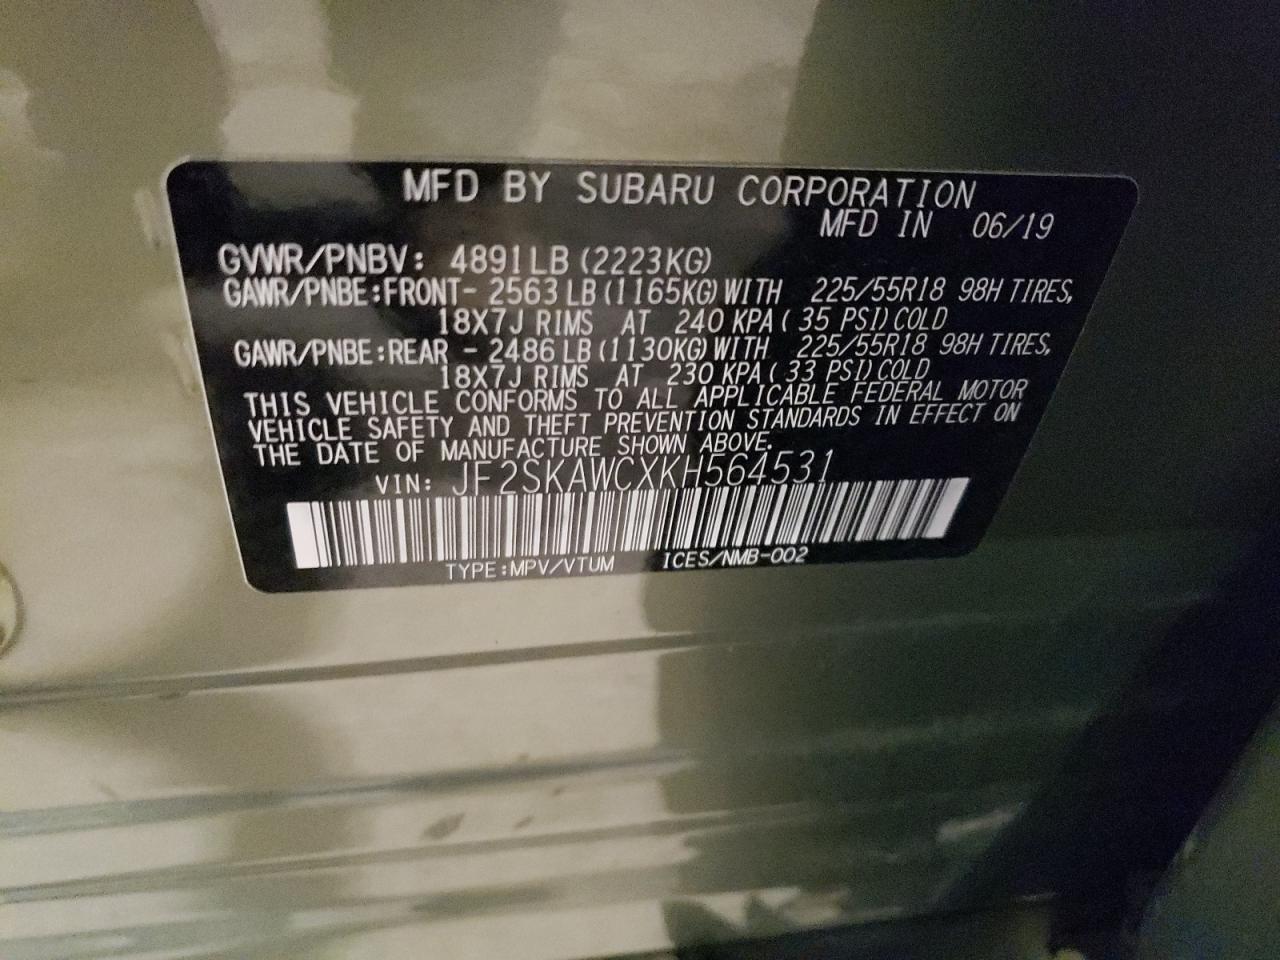 MFD BY SUBARU CORPORATION
MFD IN 06/19
GVWR/PNBV: 4891LB (2223KG)
GAWR/PNBE:FRONT- 2563 LB (1165KG) WITH 225/55R18 98H TIRES,
18X7J RIMS AT 240 KPA ( 35 PSI) COLD
GAWR/PNBE:REAR - 2486 LB (1130KG) WITH 225/55R18 98H TIRES,
18X7J RIMS AT 230 KPA ( 33 PSI) COLD
THIS VEHICLE CONFORMS TO ALL APPLICABLE FEDERAL MOTOR
VEHICLE SAFETY AND THEFT PREVENTION STANDARDS IN EFFECT ON
THE DATE OF MANUFACTURE SHOWN ABOVE.
VIN: JF2SKAWCXKH564531
TYPE:MPV/VTUM ICES/NMB-002